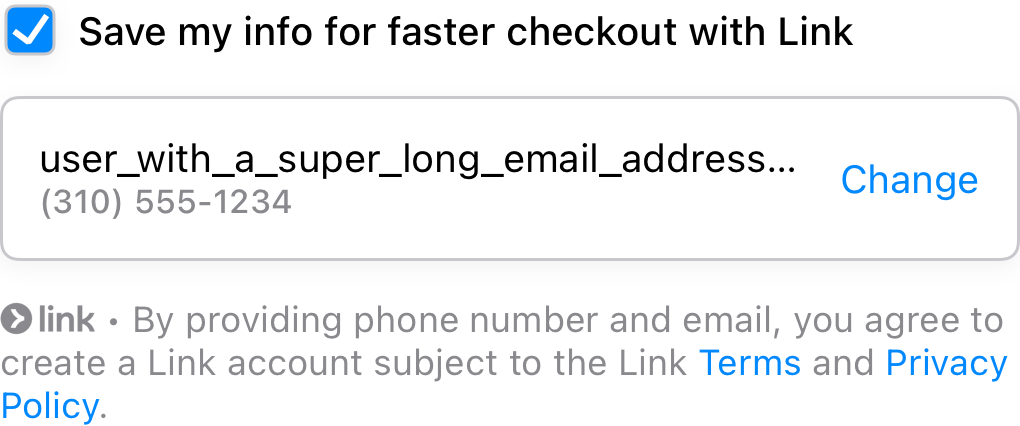 Save my info for faster checkout with Link
user_with_a_super_long_email_address...
(310) 555-1234
Change
link • By providing phone number and email, you agree to
create a Link account subject to the Link Terms and Privacy
Policy.